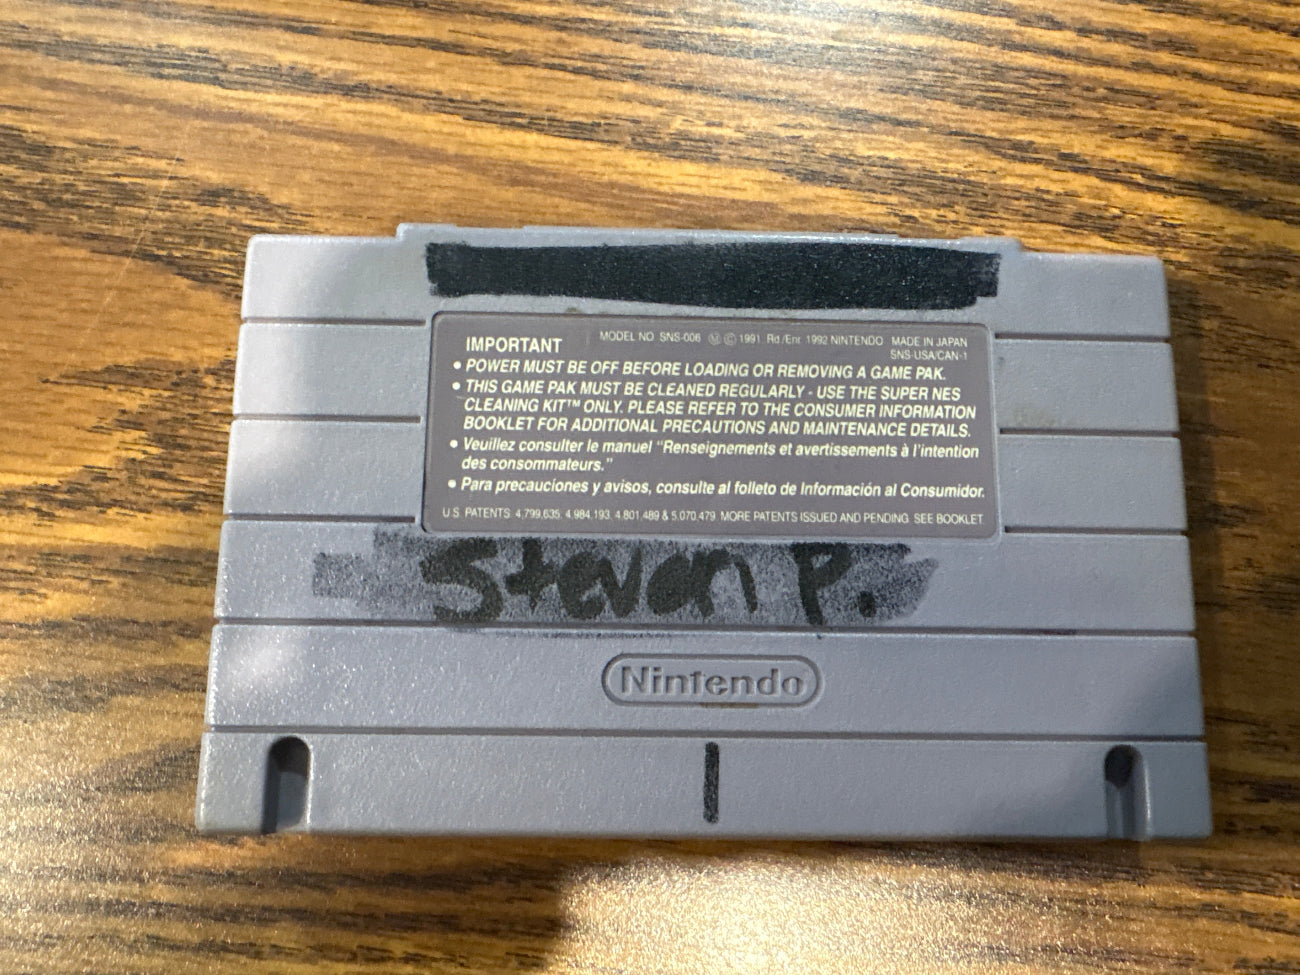 IMPORTANT
MODEL NO. SNS-006 Ⓜ © 1991. Rd./Enr. 1992 NINTENDO MADE IN JAPAN
SNS-USA/CAN-1
• POWER MUST BE OFF BEFORE LOADING OR REMOVING A GAME PAK.
• THIS GAME PAK MUST BE CLEANED REGULARLY - USE THE SUPER NES
CLEANING KIT™ ONLY. PLEASE REFER TO THE CONSUMER INFORMATION
BOOKLET FOR ADDITIONAL PRECAUTIONS AND MAINTENANCE DETAILS.
• Veuillez consulter le manuel "Renseignements et avertissements à l'intention
des consommateurs."
• Para precauciones y avisos, consulte al folleto de Información al Consumidor.
U.S. PATENTS: 4,799,635; 4,984,193; 4,801,489 & 5,070,479. MORE PATENTS ISSUED AND PENDING. SEE BOOKLET.
Steven P.
Nintendo